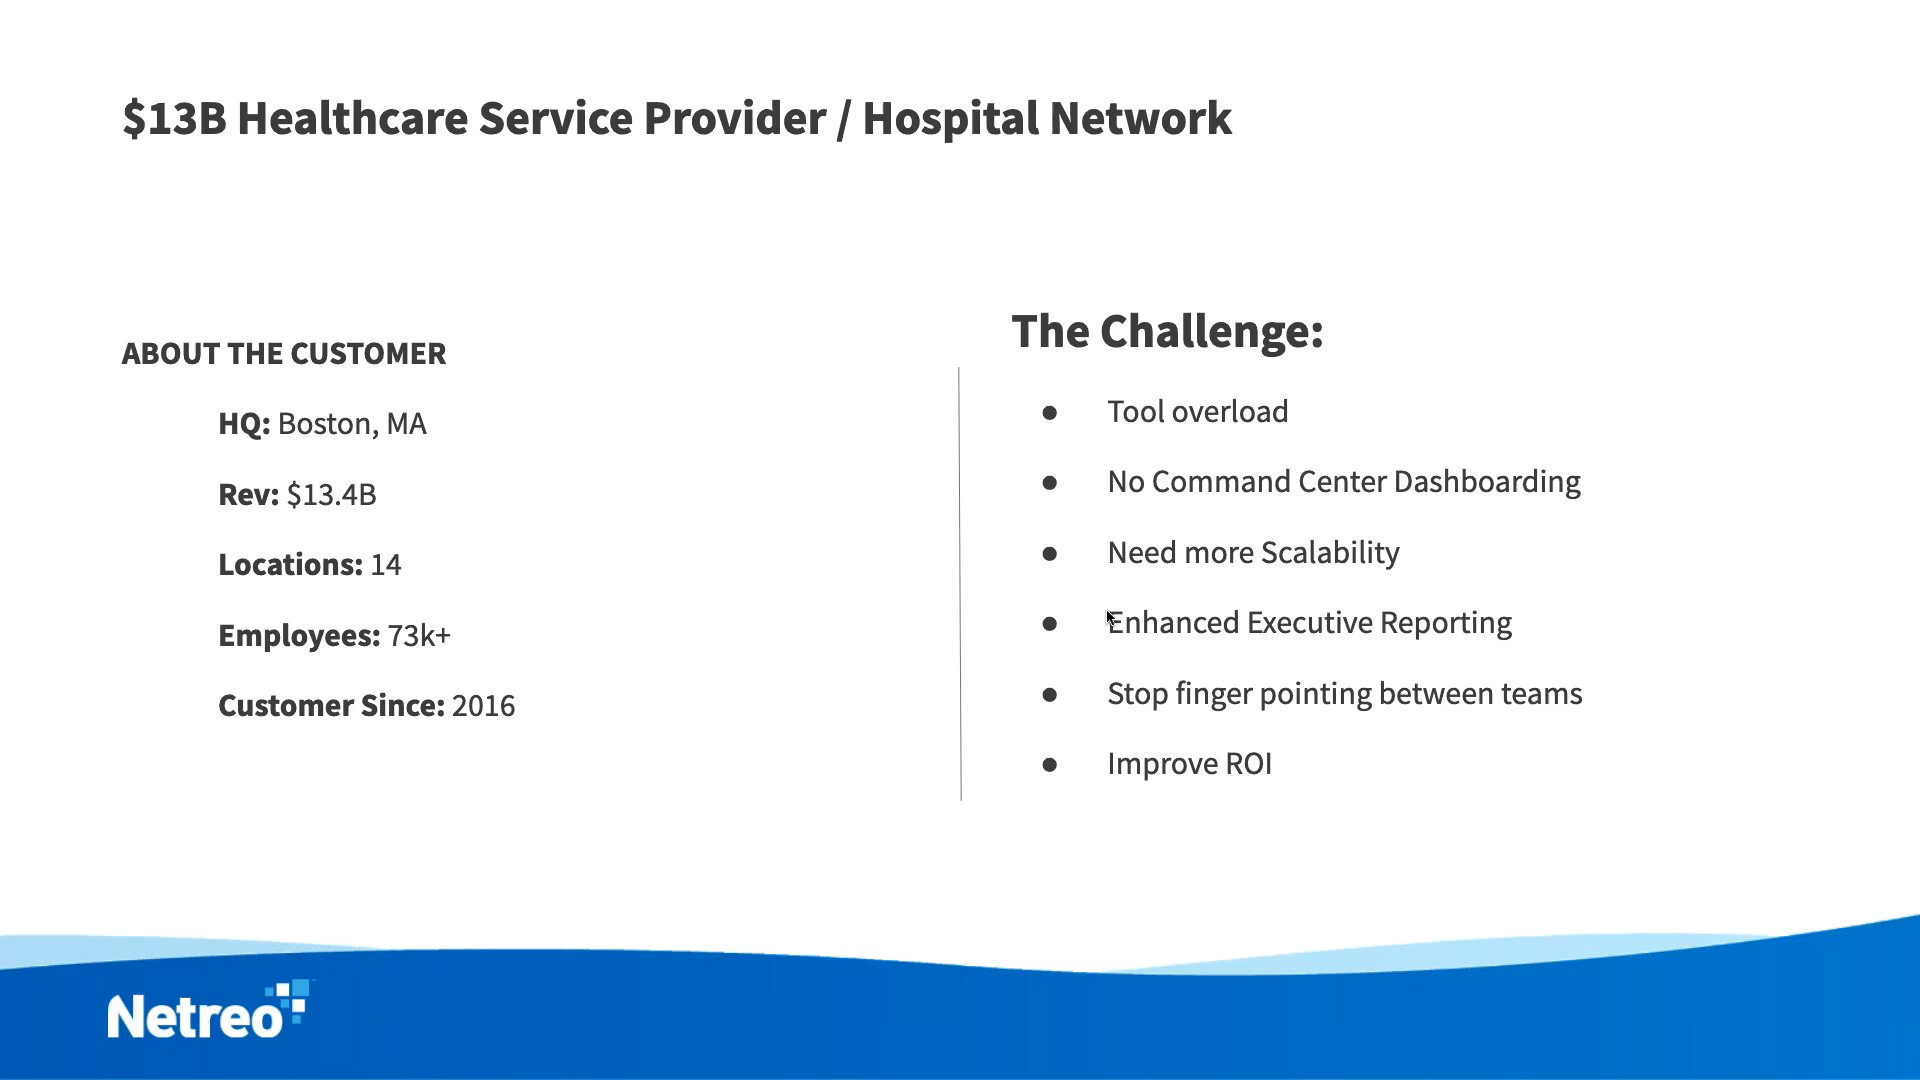 $13B Healthcare Service Provider / Hospital Network
ABOUT THE CUSTOMER
HQ: Boston, MA
Rev: $13.4B
Locations: 14
Employees: 73k+
Customer Since: 2016
The Challenge:
● Tool overload
● No Command Center Dashboarding
● Need more Scalability
● Enhanced Executive Reporting
● Stop finger pointing between teams
● Improve ROI
Netreo